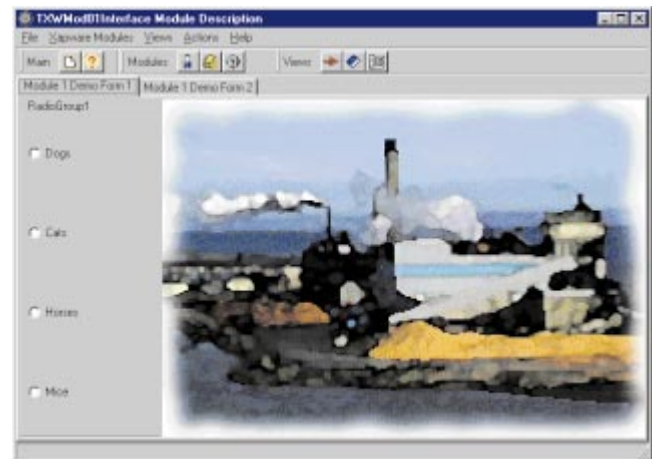 TXWMod01Interface Module Description
File Xapware Modules Views Actions Help
Main: Modules: Views:
Module 1 Demo Form 1 Module 1 Demo Form 2
RadioGroup1
Dogs
Cats
Horses
Mice